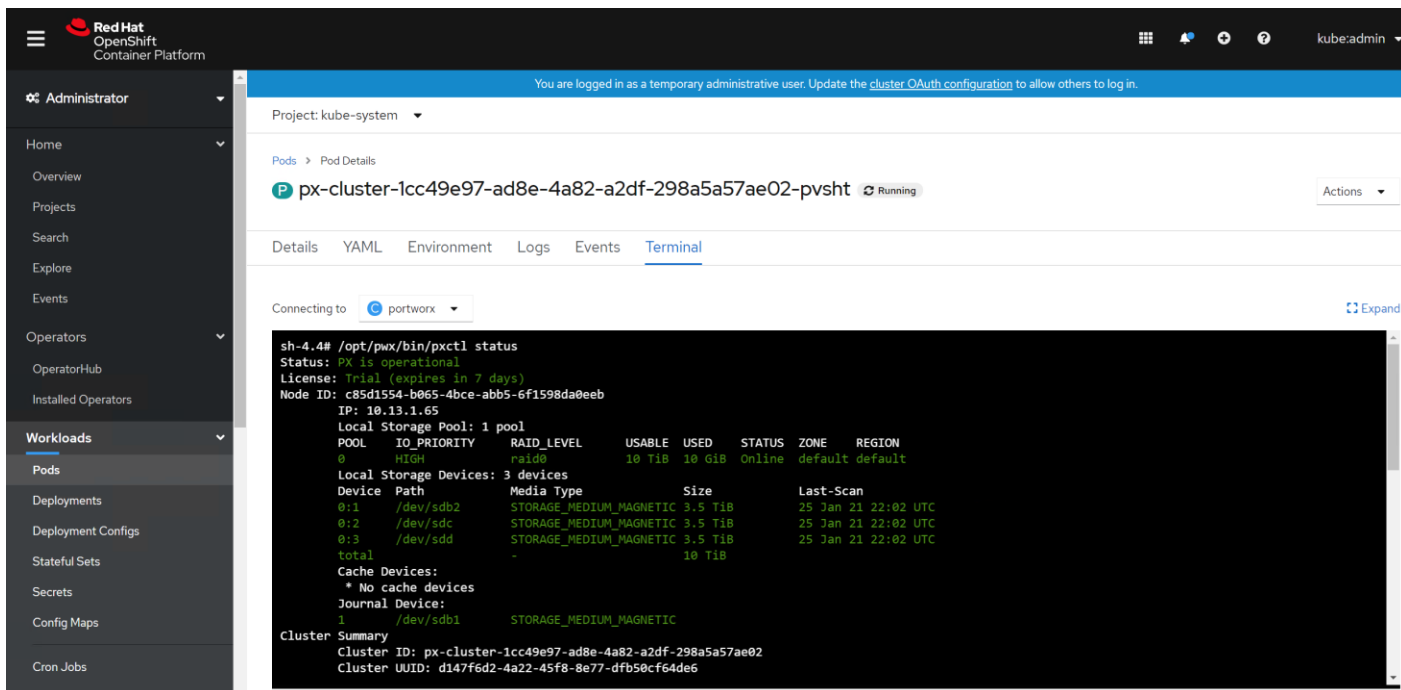 Red Hat
OpenShift
Container Platform
kube:admin
You are logged in as a temporary administrative user. Update the cluster OAuth configuration to allow others to log in.
Administrator
Home
Overview
Projects
Search
Explore
Events
Operators
OperatorHub
Installed Operators
Workloads
Pods
Deployments
Deployment Configs
Stateful Sets
Secrets
Config Maps
Cron Jobs
Project: kube-system
Pods > Pod Details
P px-cluster-1cc49e97-ad8e-4a82-a2df-298a5a57ae02-pvsht Running
Actions
Details YAML Environment Logs Events Terminal
Connecting to C portworx
Expand
sh-4.4# /opt/pwx/bin/pxctl status
Status: PX is operational
License: Trial (expires in 7 days)
Node ID: c85d1554-b065-4bce-abb5-6f1598da0eeb
IP: 10.13.1.65
Local Storage Pool: 1 pool
POOL IO_PRIORITY RAID_LEVEL USABLE USED STATUS ZONE REGION
0 HIGH raid0 10 TiB 10 GiB Online default default
Local Storage Devices: 3 devices
Device Path Media Type Size Last-Scan
0:1 /dev/sdb2 STORAGE_MEDIUM_MAGNETIC 3.5 TiB 25 Jan 21 22:02 UTC
0:2 /dev/sdc STORAGE_MEDIUM_MAGNETIC 3.5 TiB 25 Jan 21 22:02 UTC
0:3 /dev/sdd STORAGE_MEDIUM_MAGNETIC 3.5 TiB 25 Jan 21 22:02 UTC
total - 10 TiB
Cache Devices:
* No cache devices
Journal Device:
1 /dev/sdb1 STORAGE_MEDIUM_MAGNETIC
Cluster Summary
Cluster ID: px-cluster-1cc49e97-ad8e-4a82-a2df-298a5a57ae02
Cluster UUID: d147f6d2-4a22-45f8-8e77-dfb50cf64de6